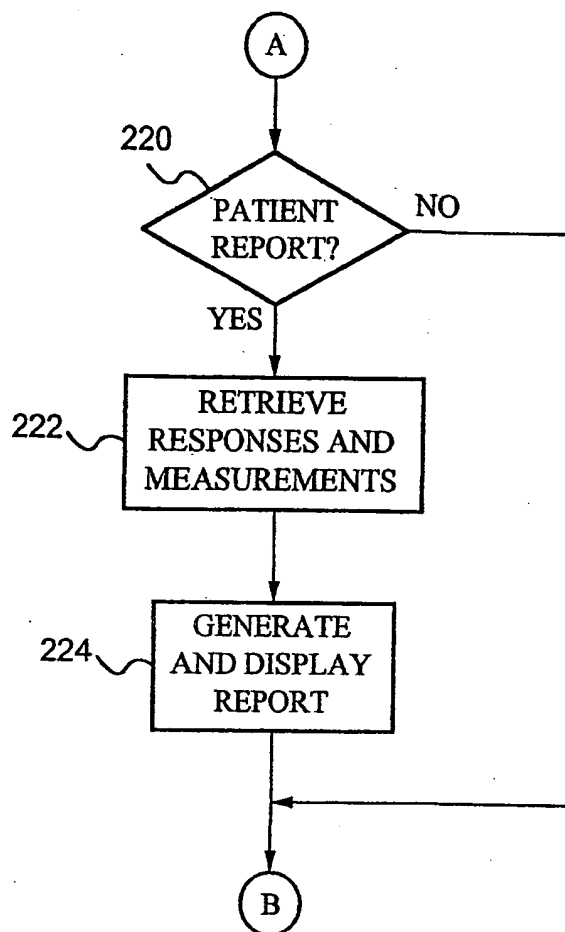 A
220
PATIENT
REPORT?
NO
YES
222
RETRIEVE
RESPONSES AND
MEASUREMENTS
224
GENERATE
AND DISPLAY
REPORT
B